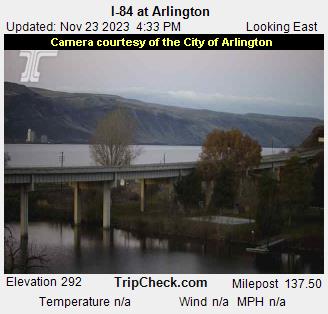 I-84 at Arlington
Updated: Nov 23 2023 4:33 PM Looking East
Camera courtesy of the City of Arlington
Elevation 292 TripCheck.com Milepost 137.50
Temperature n/a Wind n/a MPH n/a